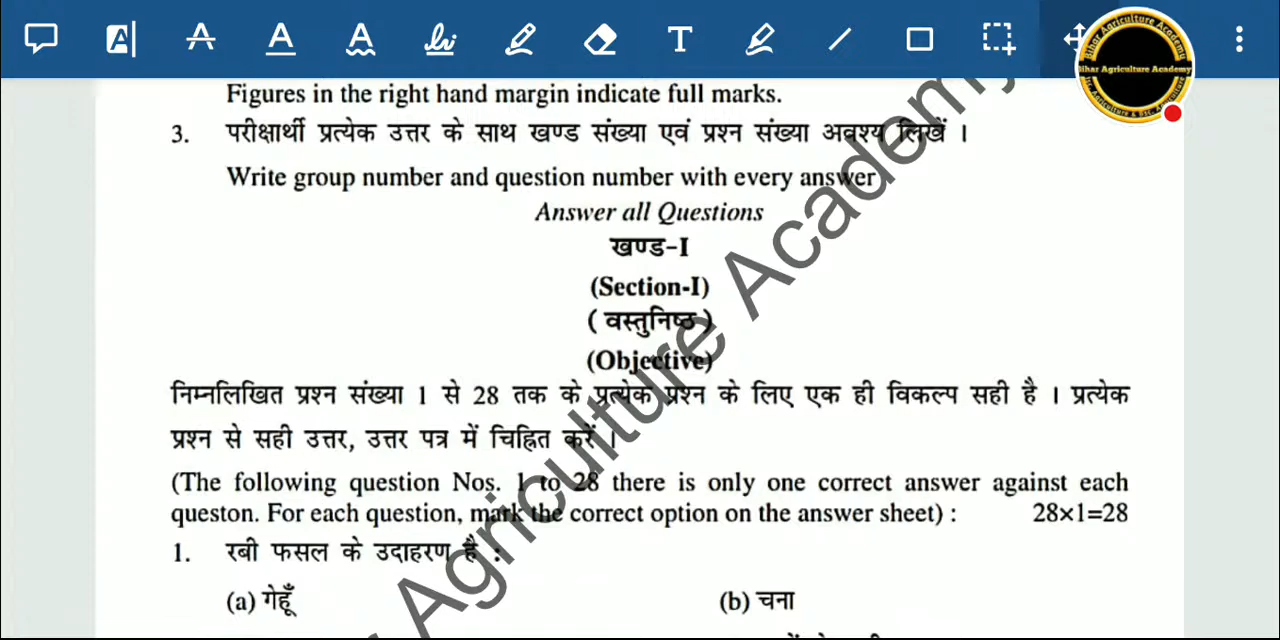 Bihar Agriculture Academy
Figures in the right hand margin indicate full marks.
3. परीक्षार्थी प्रत्येक उत्तर के साथ खण्ड संख्या एवं प्रश्न संख्या अवश्य लिखें ।
Write group number and question number with every answer
Answer all Questions
खण्ड-I
(Section-I)
( वस्तुनिष्ठ )
(Objective)
निम्नलिखित प्रश्न संख्या 1 से 28 तक के प्रत्येक प्रश्न के लिए एक ही विकल्प सही है । प्रत्येक
प्रश्न से सही उत्तर, उत्तर पत्र में चिह्नित करें ।
(The following question Nos. 1 to 28 there is only one correct answer against each
queston. For each question, mark the correct option on the answer sheet) : 28×1=28
1. रबी फसल के उदाहरण है :
(a) गेहूँ (b) चना
Agriculture Academy